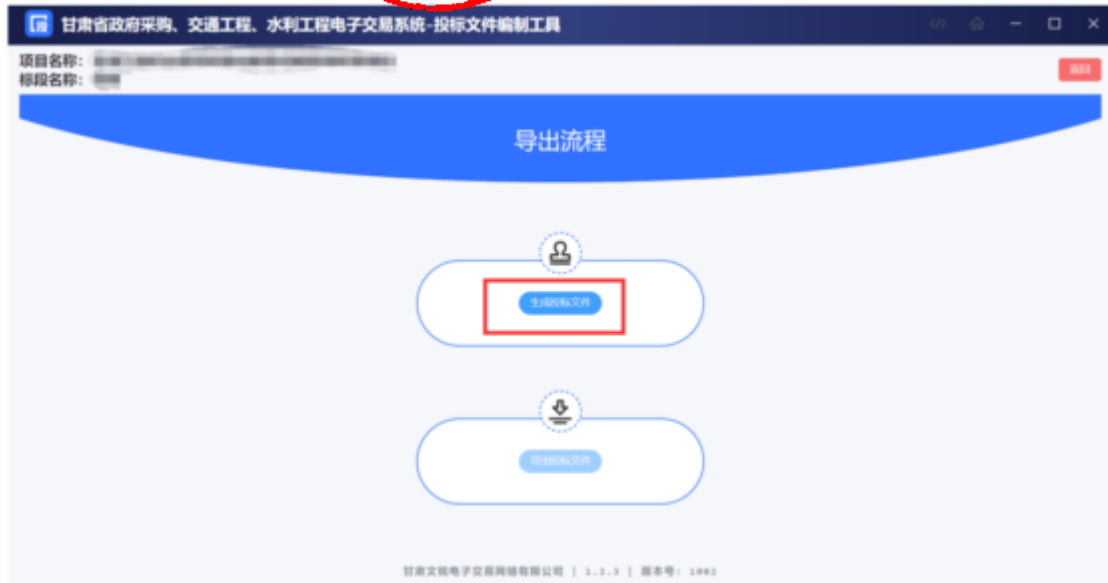 甘肃省政府采购、交通工程、水利工程电子交易系统-投标文件编制工具
项目名称：
标段名称：
返回
导出流程
生成投标文件
导出投标文件
甘肃文锐电子交易网络有限公司 | 1.2.3 | 版本号: 1002